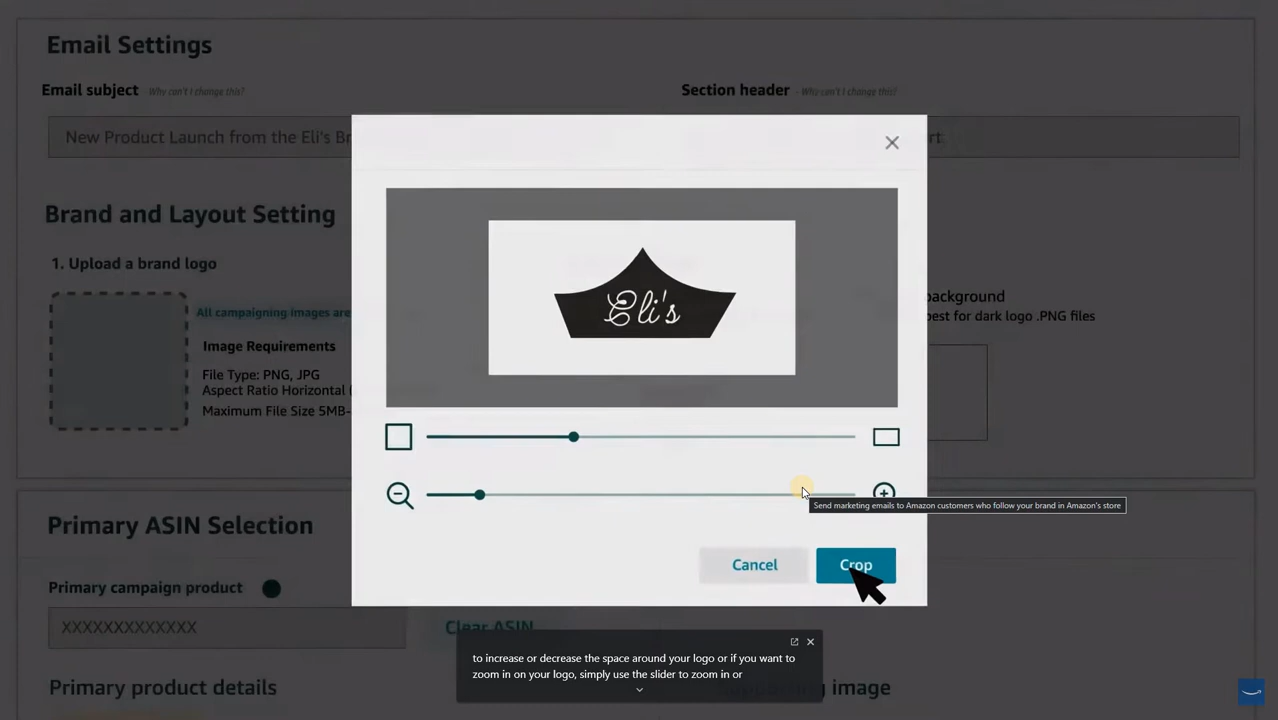 Email Settings
Email subject - Why can't I change this?
Section header - Why can't I change this?
New Product Launch from the Eli's
Brand and Layout Setting
1. Upload a brand logo
All campaigning images are
Image Requirements
File Type: PNG, JPG
Aspect Ratio Horizontal
Maximum File Size 5MB-
background
best for dark logo .PNG files
Eli's
Send marketing emails to Amazon customers who follow your brand in Amazon's store
Cancel
Crop
Primary ASIN Selection
Primary campaign product
XXXXXXXXXXXXX
Clear ASIN
to increase or decrease the space around your logo or if you want to
zoom in on your logo, simply use the slider to zoom in or
Primary product details
image